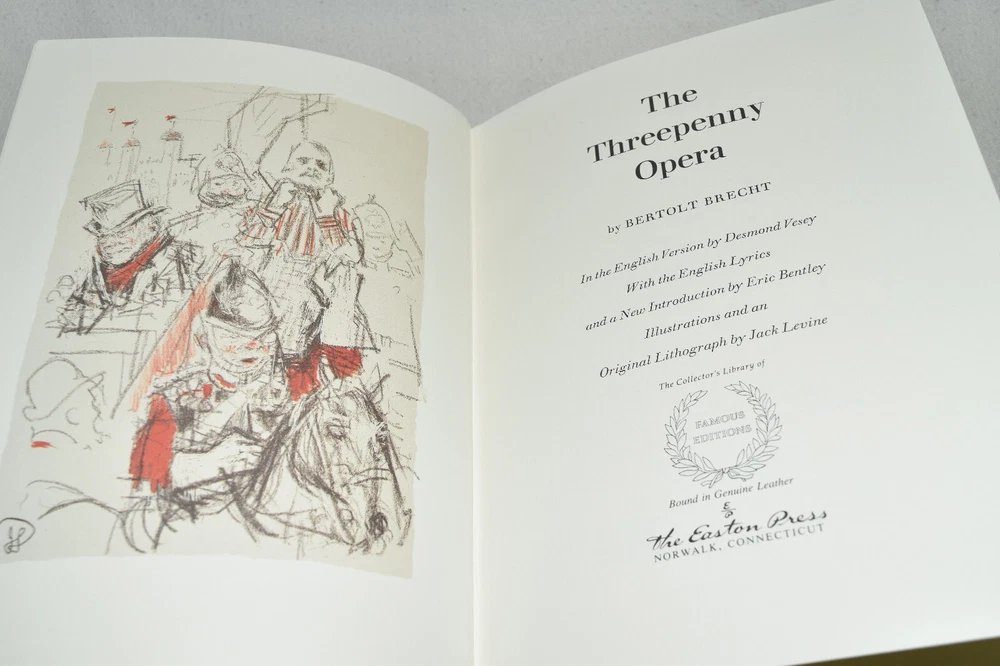 The
Threepenny
Opera
by BERTOLT BRECHT
In the English Version by Desmond Vesey
With the English Lyrics
and a New Introduction by Eric Bentley
Illustrations and an
Original Lithograph by Jack Levine
The Collector's Library of
FAMOUS
EDITIONS
Bound in Genuine Leather
the Easton Press
NORWALK, CONNECTICUT